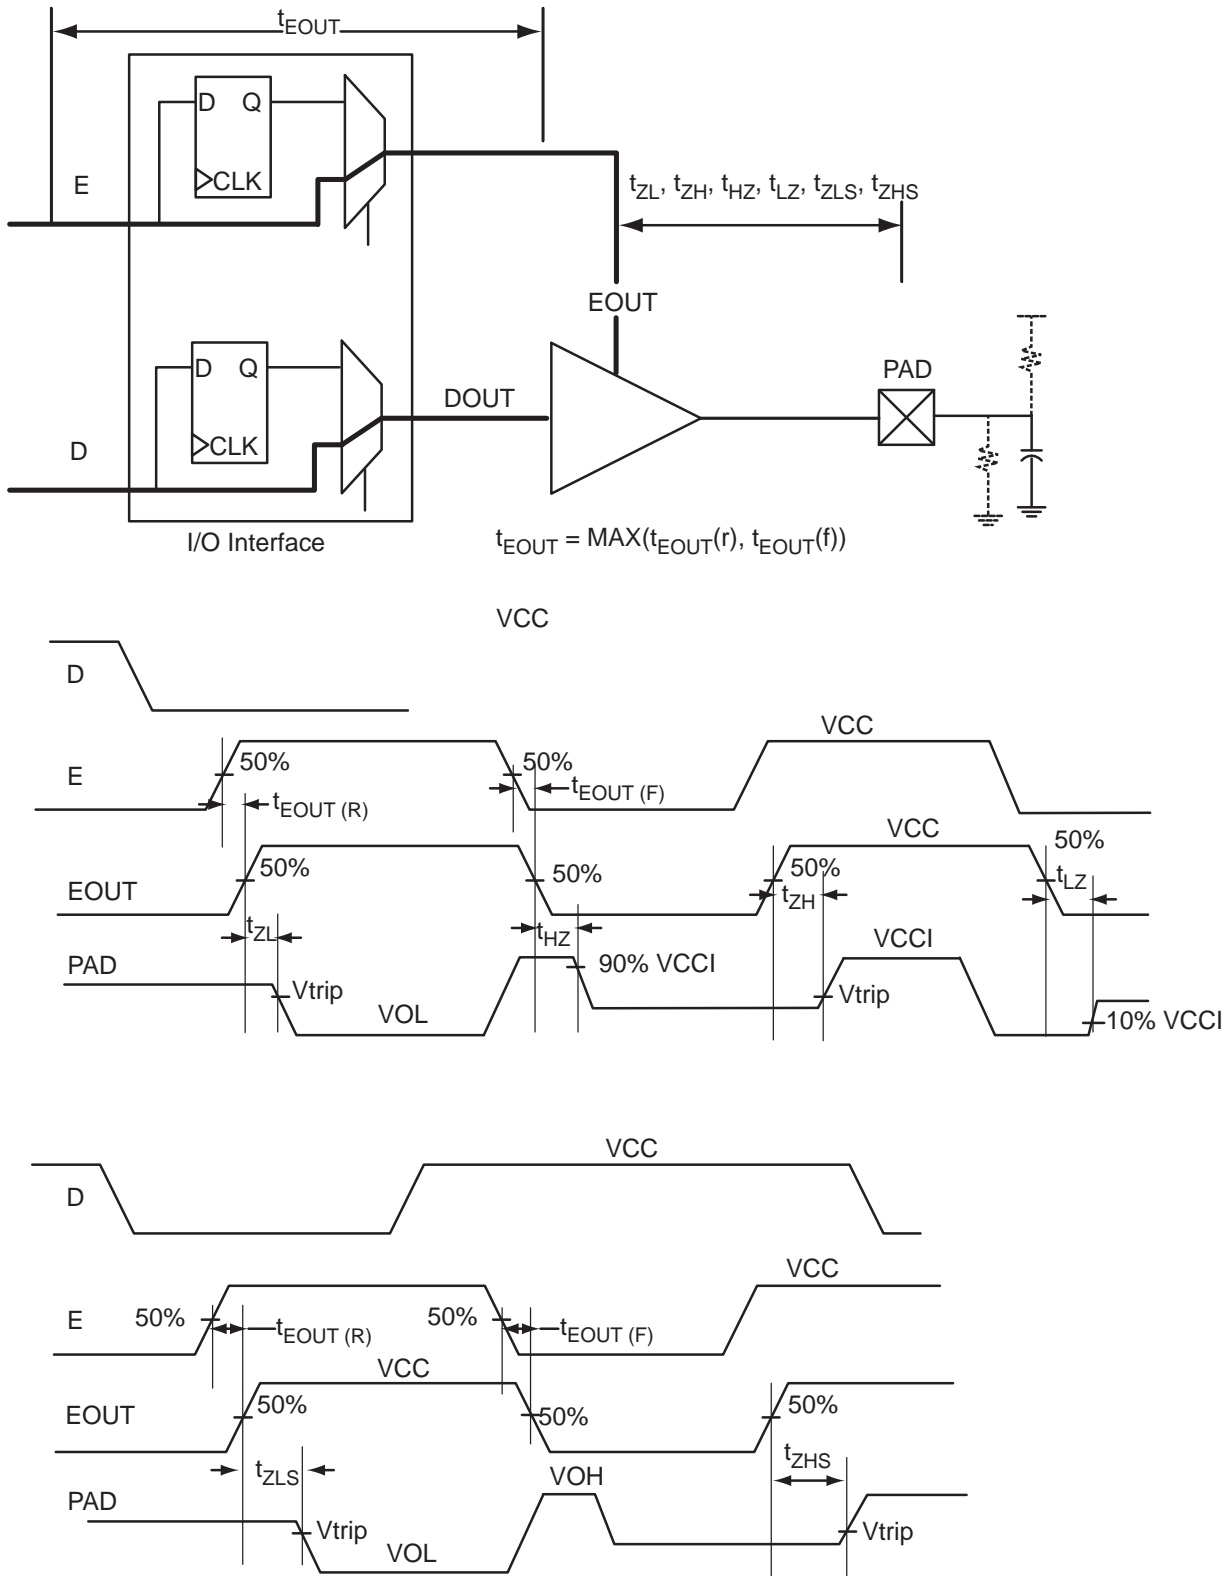 tEOUT
D Q
CLK
E
tZL, tZH, tHZ, tLZ, tZLS, tZHS
EOUT
D Q
CLK
DOUT
PAD
D
I/O Interface
tEOUT = MAX(tEOUT(r), tEOUT(f))
VCC
D
VCC
E
50%
50%
tEOUT (R)
tEOUT (F)
VCC
50%
EOUT
50%
50%
50%
tZH
tLZ
tZL
tHZ
VCCI
PAD
90% VCCI
Vtrip
Vtrip
VOL
10% VCCI
VCC
D
VCC
E
50%
50%
tEOUT (R)
tEOUT (F)
VCC
EOUT
50%
50%
50%
tZLS
tZHS
VOH
PAD
Vtrip
Vtrip
VOL